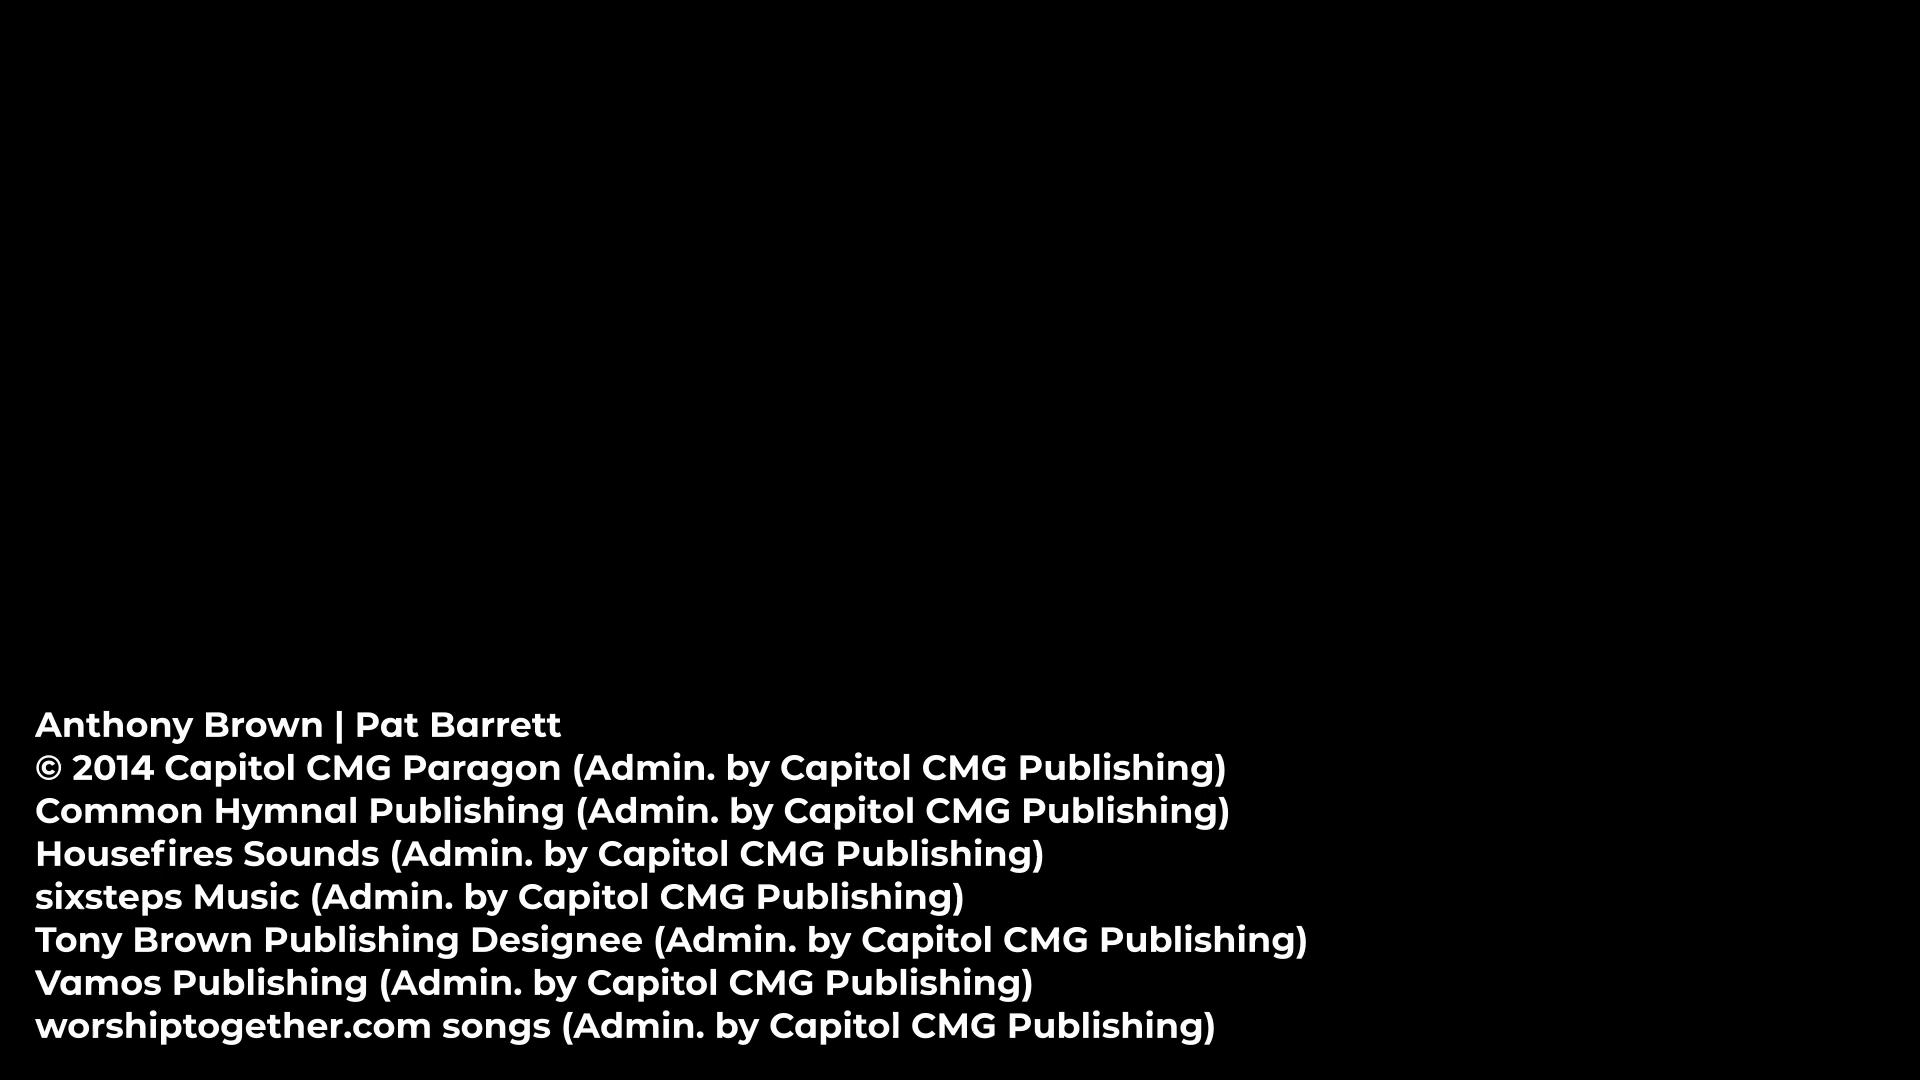 Anthony Brown | Pat Barrett
© 2014 Capitol CMG Paragon (Admin. by Capitol CMG Publishing)
Common Hymnal Publishing (Admin. by Capitol CMG Publishing)
Housefires Sounds (Admin. by Capitol CMG Publishing)
sixsteps Music (Admin. by Capitol CMG Publishing)
Tony Brown Publishing Designee (Admin. by Capitol CMG Publishing)
Vamos Publishing (Admin. by Capitol CMG Publishing)
worshiptogether.com songs (Admin. by Capitol CMG Publishing)